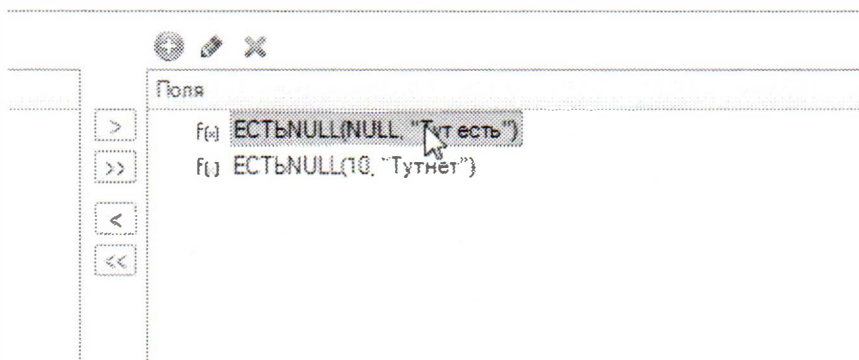 Поля
> f(x) ЕСТЬNULL(NULL, "Тут есть")
>> f(x) ЕСТЬNULL(10, "Тутнет")
<
<<